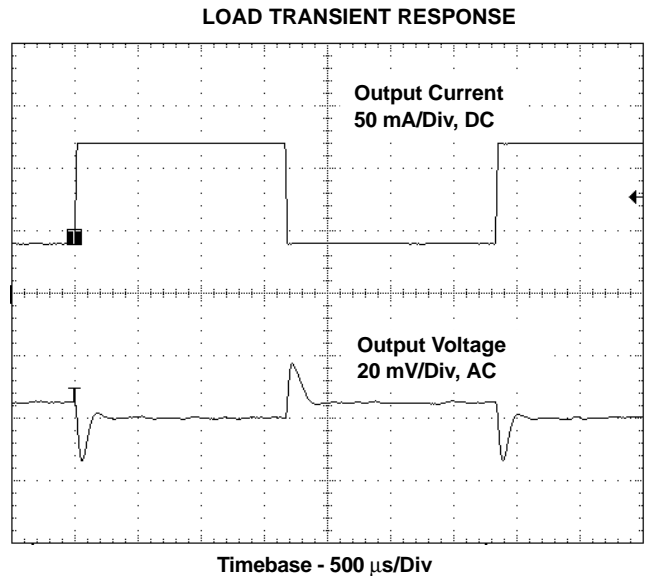 LOAD TRANSIENT RESPONSE
Output Current
50 mA/Div, DC
Output Voltage
20 mV/Div, AC
T
Timebase - 500 μs/Div